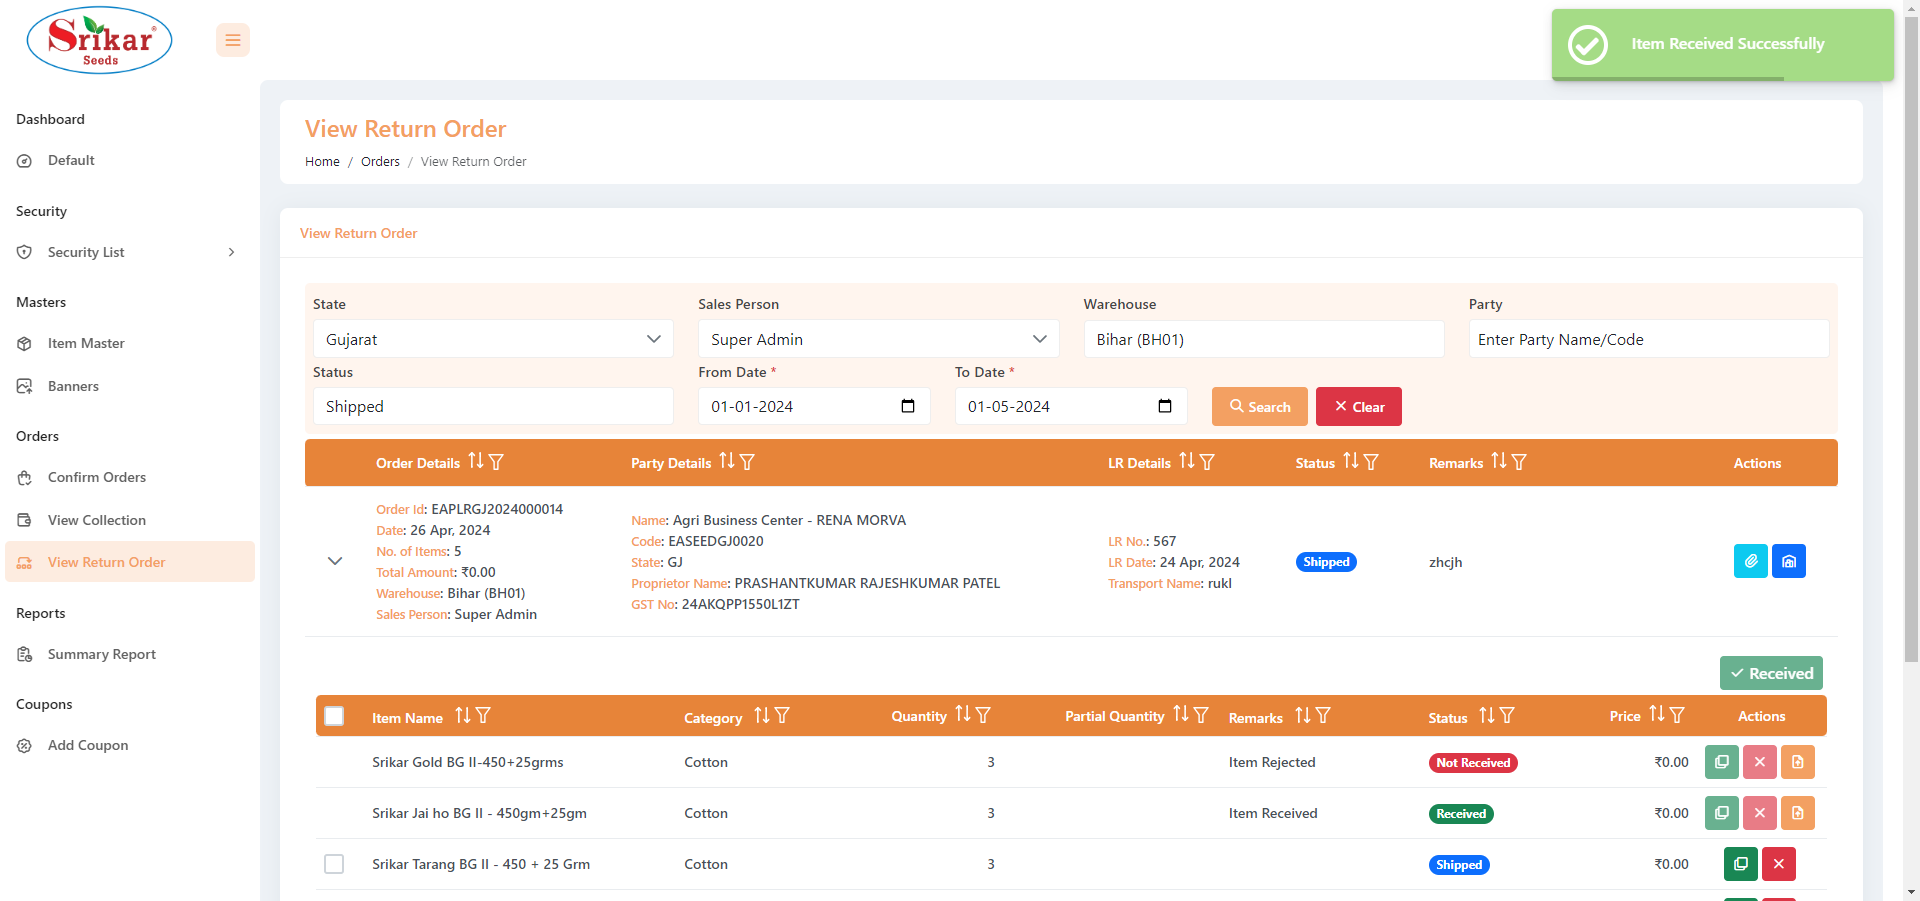 Srikar®
Seeds
Item Received Successfully
Dashboard
Default
Security
Security List
Masters
Item Master
Banners
Orders
Confirm Orders
View Collection
View Return Order
Reports
Summary Report
Coupons
Add Coupon
View Return Order
Home / Orders / View Return Order
View Return Order
State Sales Person Warehouse Party
Gujarat Super Admin Bihar (BH01) Enter Party Name/Code
Status From Date * To Date *
Shipped 01-01-2024 01-05-2024 Search Clear
Order Details Party Details LR Details Status Remarks Actions
Order Id: EAPLRGJ2024000014
Date: 26 Apr, 2024
No. of Items: 5
Total Amount: ₹0.00
Warehouse: Bihar (BH01)
Sales Person: Super Admin
Name: Agri Business Center - RENA MORVA
Code: EASEEDGJ0020
State: GJ
Proprietor Name: PRASHANTKUMAR RAJESHKUMAR PATEL
GST No: 24AKQPP1550L1ZT
LR No.: 567
LR Date: 24 Apr, 2024
Transport Name: rukl
Shipped
zhcjh
Received
Item Name Category Quantity Partial Quantity Remarks Status Price Actions
Srikar Gold BG II-450+25grms Cotton 3 Item Rejected Not Received ₹0.00
Srikar Jai ho BG II - 450gm+25gm Cotton 3 Item Received Received ₹0.00
Srikar Tarang BG II - 450 + 25 Grm Cotton 3 Shipped ₹0.00